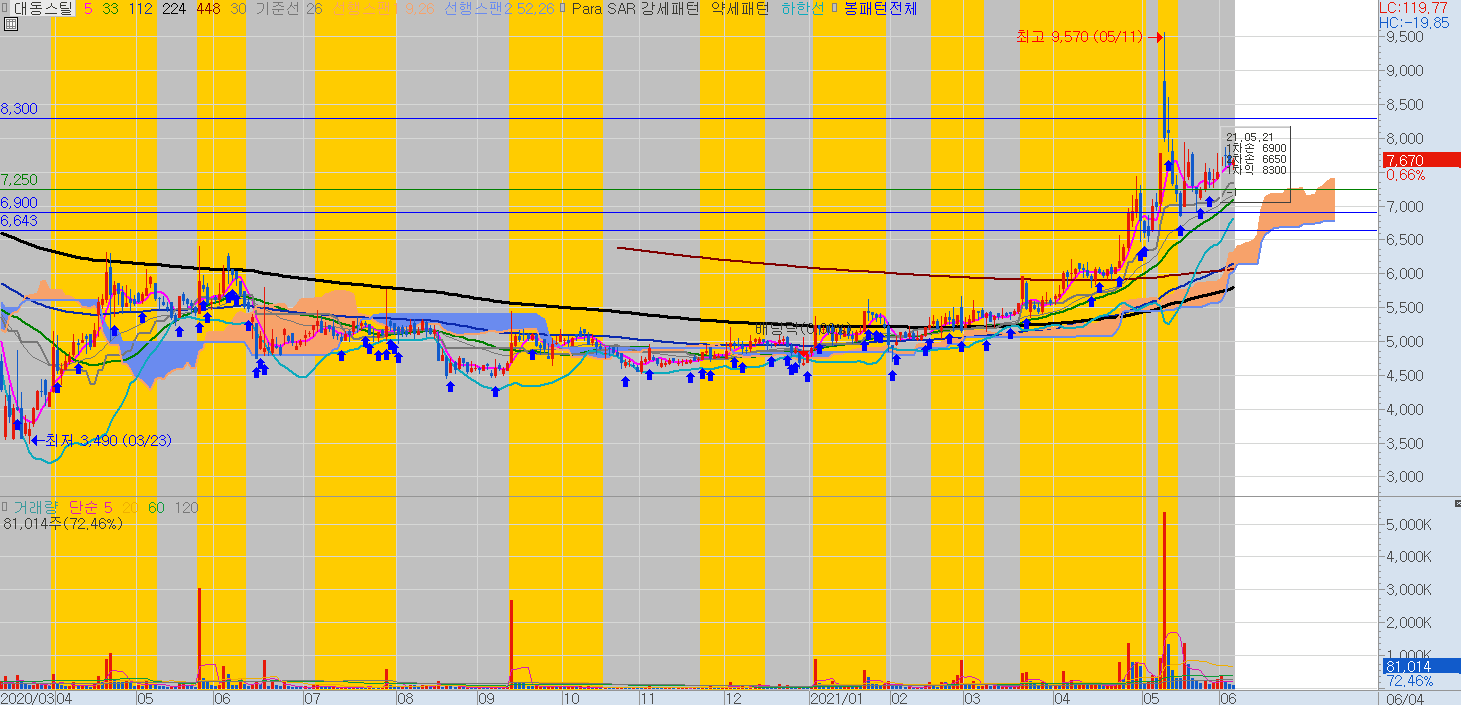 대동스틸 5 33 112 224 448 30 기준선 26 선행스팬1 9,26 선행스팬2 52,26 Para SAR 강세패턴 약세패턴 하한선 봉패턴전체
LC:119.77
HC:-19.85
최고 9,570 (05/11)
9,500
9,000
8,500
8,300
8,000
21.05.21
1차손 6900
2차손 6650
1차익 8300
7,670
0.66%
7,250
7,000
6,900
6,643
6,500
6,000
5,500
배당락
5,000
4,500
4,000
최저 3,490 (03/23)
3,500
3,000
거래량 단순 5 20 60 120
81,014주(72.46%)
5,000K
4,000K
3,000K
2,000K
1,000K
81,014
72.46%
2020/03 04 05 06 07 08 09 10 11 12 2021/01 02 03 04 05 06 06/04